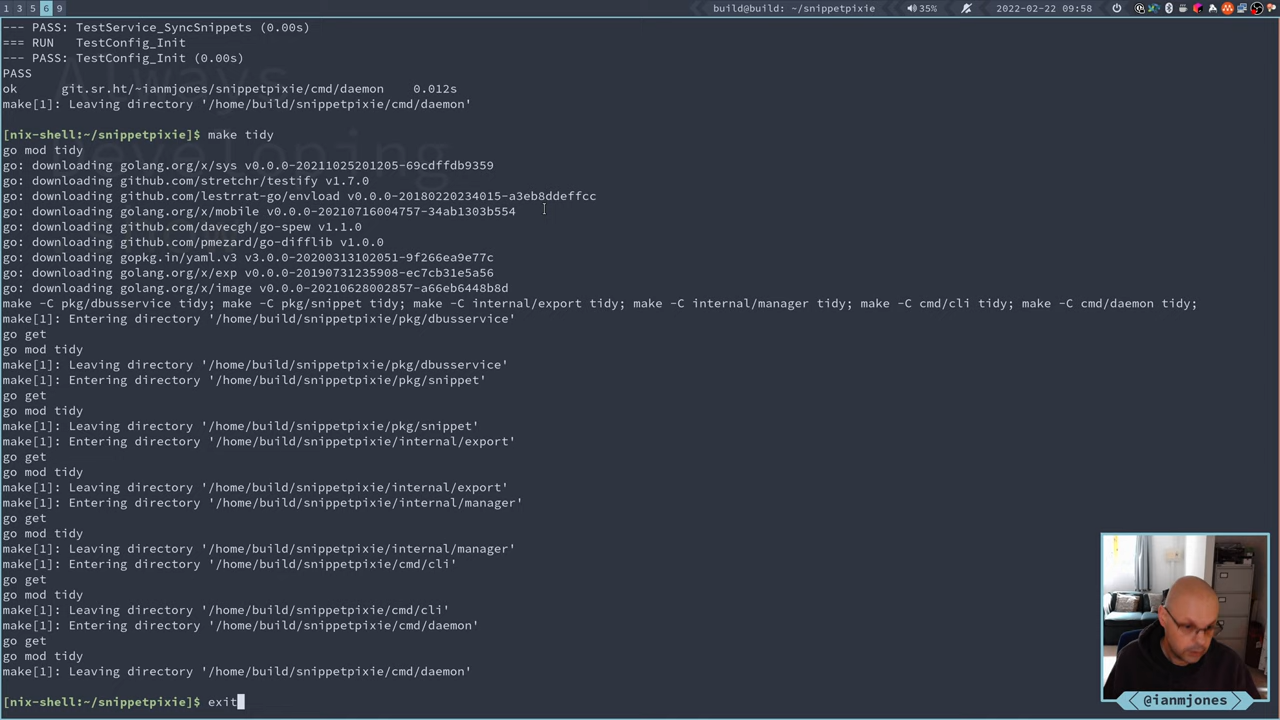 1 3 5 6 9
build@build: ~/snippetpixie
35%
2022-02-22 09:58
--- PASS: TestService_SyncSnippets (0.00s)
=== RUN   TestConfig_Init
--- PASS: TestConfig_Init (0.00s)
PASS
ok      git.sr.ht/~ianmjones/snippetpixie/cmd/daemon    0.012s
make[1]: Leaving directory '/home/build/snippetpixie/cmd/daemon'
Always
Developing
[nix-shell:~/snippetpixie]$ make tidy
go mod tidy
go: downloading golang.org/x/sys v0.0.0-20211025201205-69cdffdb9359
go: downloading github.com/stretchr/testify v1.7.0
go: downloading github.com/lestrrat-go/envload v0.0.0-20180220234015-a3eb8ddeffcc
go: downloading golang.org/x/mobile v0.0.0-20210716004757-34ab1303b554
go: downloading github.com/davecgh/go-spew v1.1.0
go: downloading github.com/pmezard/go-difflib v1.0.0
go: downloading gopkg.in/yaml.v3 v3.0.0-20200313102051-9f266ea9e77c
go: downloading golang.org/x/exp v0.0.0-20190731235908-ec7cb31e5a56
go: downloading golang.org/x/image v0.0.0-20210628002857-a66eb6448b8d
make -C pkg/dbusservice tidy; make -C pkg/snippet tidy; make -C internal/export tidy; make -C internal/manager tidy; make -C cmd/cli tidy; make -C cmd/daemon tidy;
make[1]: Entering directory '/home/build/snippetpixie/pkg/dbusservice'
go get
go mod tidy
make[1]: Leaving directory '/home/build/snippetpixie/pkg/dbusservice'
make[1]: Entering directory '/home/build/snippetpixie/pkg/snippet'
go get
go mod tidy
make[1]: Leaving directory '/home/build/snippetpixie/pkg/snippet'
make[1]: Entering directory '/home/build/snippetpixie/internal/export'
go get
go mod tidy
make[1]: Leaving directory '/home/build/snippetpixie/internal/export'
make[1]: Entering directory '/home/build/snippetpixie/internal/manager'
go get
go mod tidy
make[1]: Leaving directory '/home/build/snippetpixie/internal/manager'
make[1]: Entering directory '/home/build/snippetpixie/cmd/cli'
go get
go mod tidy
make[1]: Leaving directory '/home/build/snippetpixie/cmd/cli'
make[1]: Entering directory '/home/build/snippetpixie/cmd/daemon'
go get
go mod tidy
make[1]: Leaving directory '/home/build/snippetpixie/cmd/daemon'
[nix-shell:~/snippetpixie]$ exit
@ianmjones